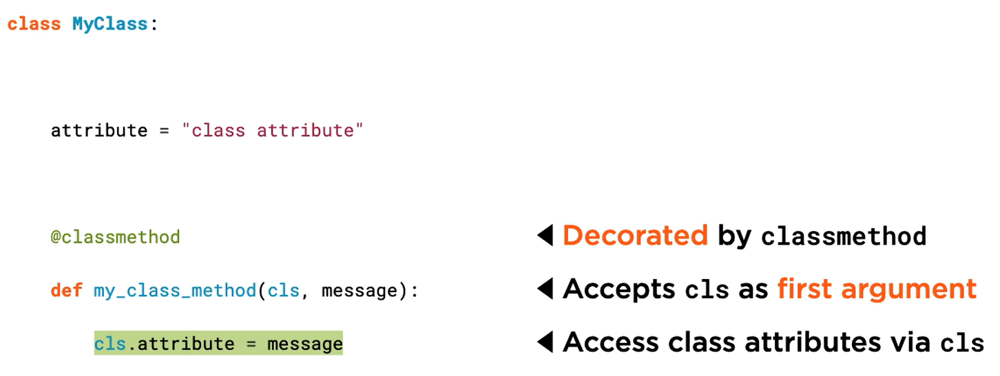 class MyClass:
attribute = "class attribute"
@classmethod
◀ Decorated by classmethod
def my_class_method(cls, message):
◀ Accepts cls as first argument
cls.attribute = message
◀ Access class attributes via cls